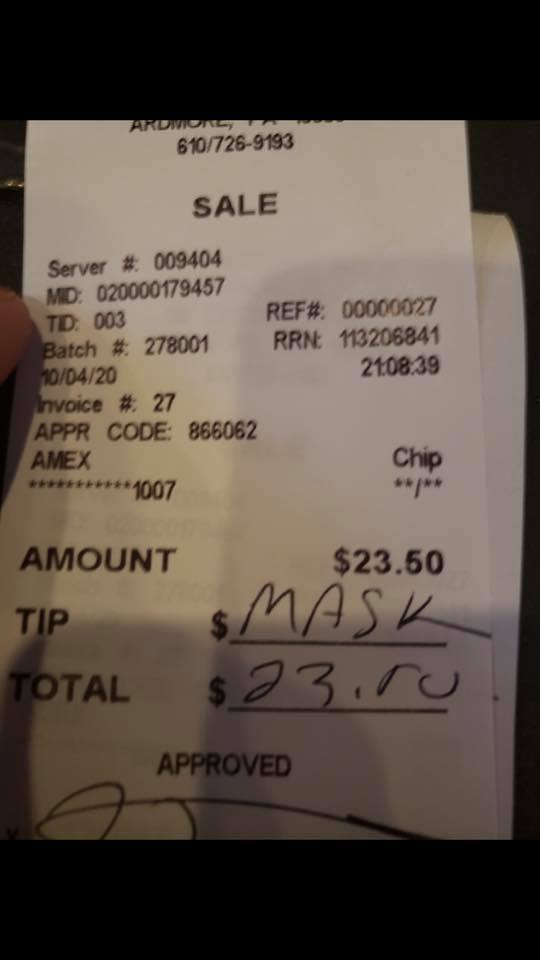 ARDMORE, PA
610/726-9193
SALE
Server #: 009404
MID: 020000179457
TID: 003 REF#: 00000027
Batch #: 278001 RRN: 113206841
10/04/20 21:08:39
Invoice #: 27
APPR CODE: 866062
AMEX Chip
***********1007 **/**
AMOUNT $23.50
TIP $ MASK
TOTAL $ 23.50
APPROVED
X